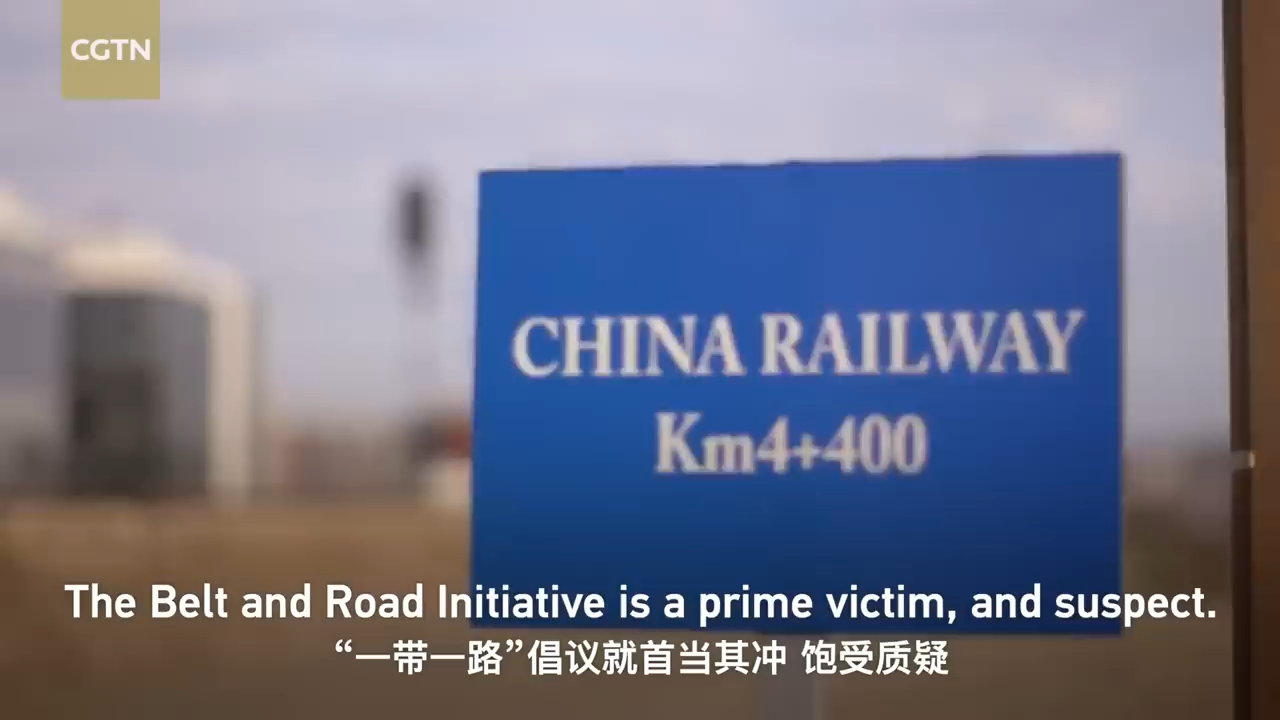 CGTN
CHINA RAILWAY
Km4+400
The Belt and Road Initiative is a prime victim, and suspect.
“一带一路”倡议就首当其冲 饱受质疑